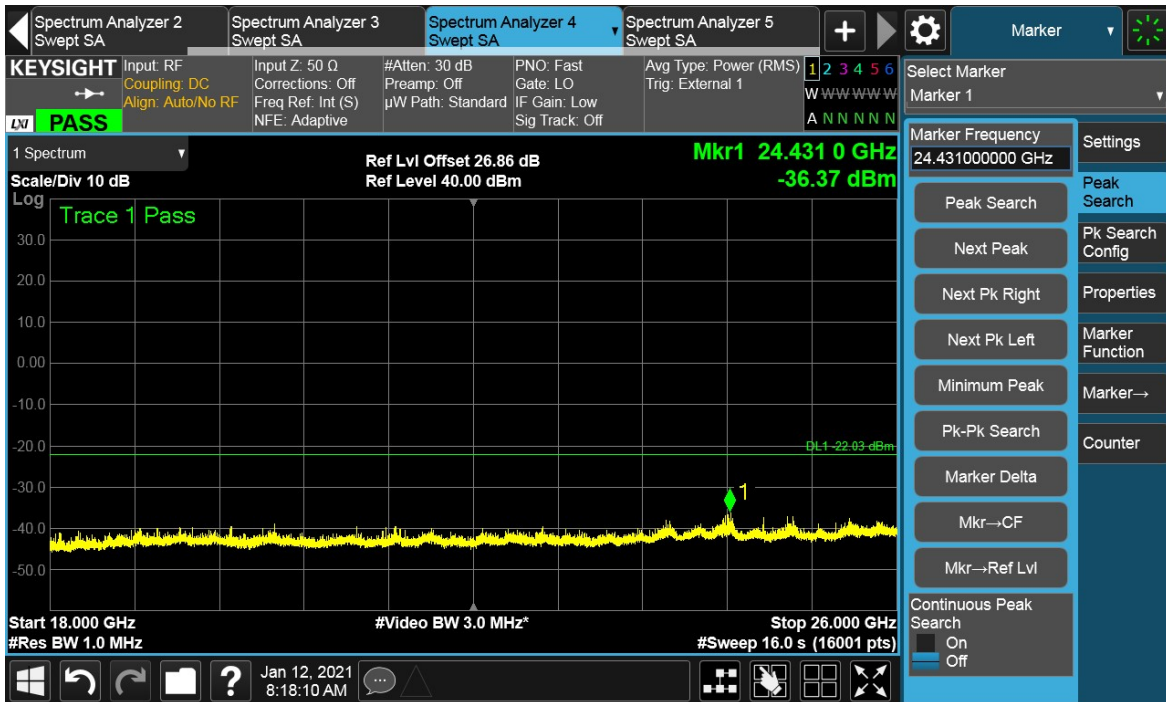 Spectrum Analyzer 2
Swept SA
Spectrum Analyzer 3
Swept SA
Spectrum Analyzer 4
Swept SA
Spectrum Analyzer 5
Swept SA
+
Marker
KEYSIGHT
LXI
PASS
Input: RF
Coupling: DC
Align: Auto/No RF
Input Z: 50 Ω
Corrections: Off
Freq Ref: Int (S)
NFE: Adaptive
#Atten: 30 dB
Preamp: Off
µW Path: Standard
PNO: Fast
Gate: LO
IF Gain: Low
Sig Track: Off
Avg Type: Power (RMS)
Trig: External 1
1 2 3 4 5 6
W W W W W W
A N N N N N
Select Marker
Marker 1
1 Spectrum
Scale/Div 10 dB
Ref Lvl Offset 26.86 dB
Ref Level 40.00 dBm
Mkr1 24.431 0 GHz
-36.37 dBm
Log
Trace 1 Pass
30.0
20.0
10.0
0.00
-10.0
-20.0
-30.0
-40.0
-50.0
DL1 -22.03 dBm
1
Start 18.000 GHz
#Res BW 1.0 MHz
#Video BW 3.0 MHz*
Stop 26.000 GHz
#Sweep 16.0 s (16001 pts)
Marker Frequency
24.431000000 GHz
Peak Search
Next Peak
Next Pk Right
Next Pk Left
Minimum Peak
Pk-Pk Search
Marker Delta
Mkr→CF
Mkr→Ref Lvl
Continuous Peak
Search
On
Off
Settings
Peak
Search
Pk Search
Config
Properties
Marker
Function
Marker→
Counter
?
Jan 12, 2021
8:18:10 AM